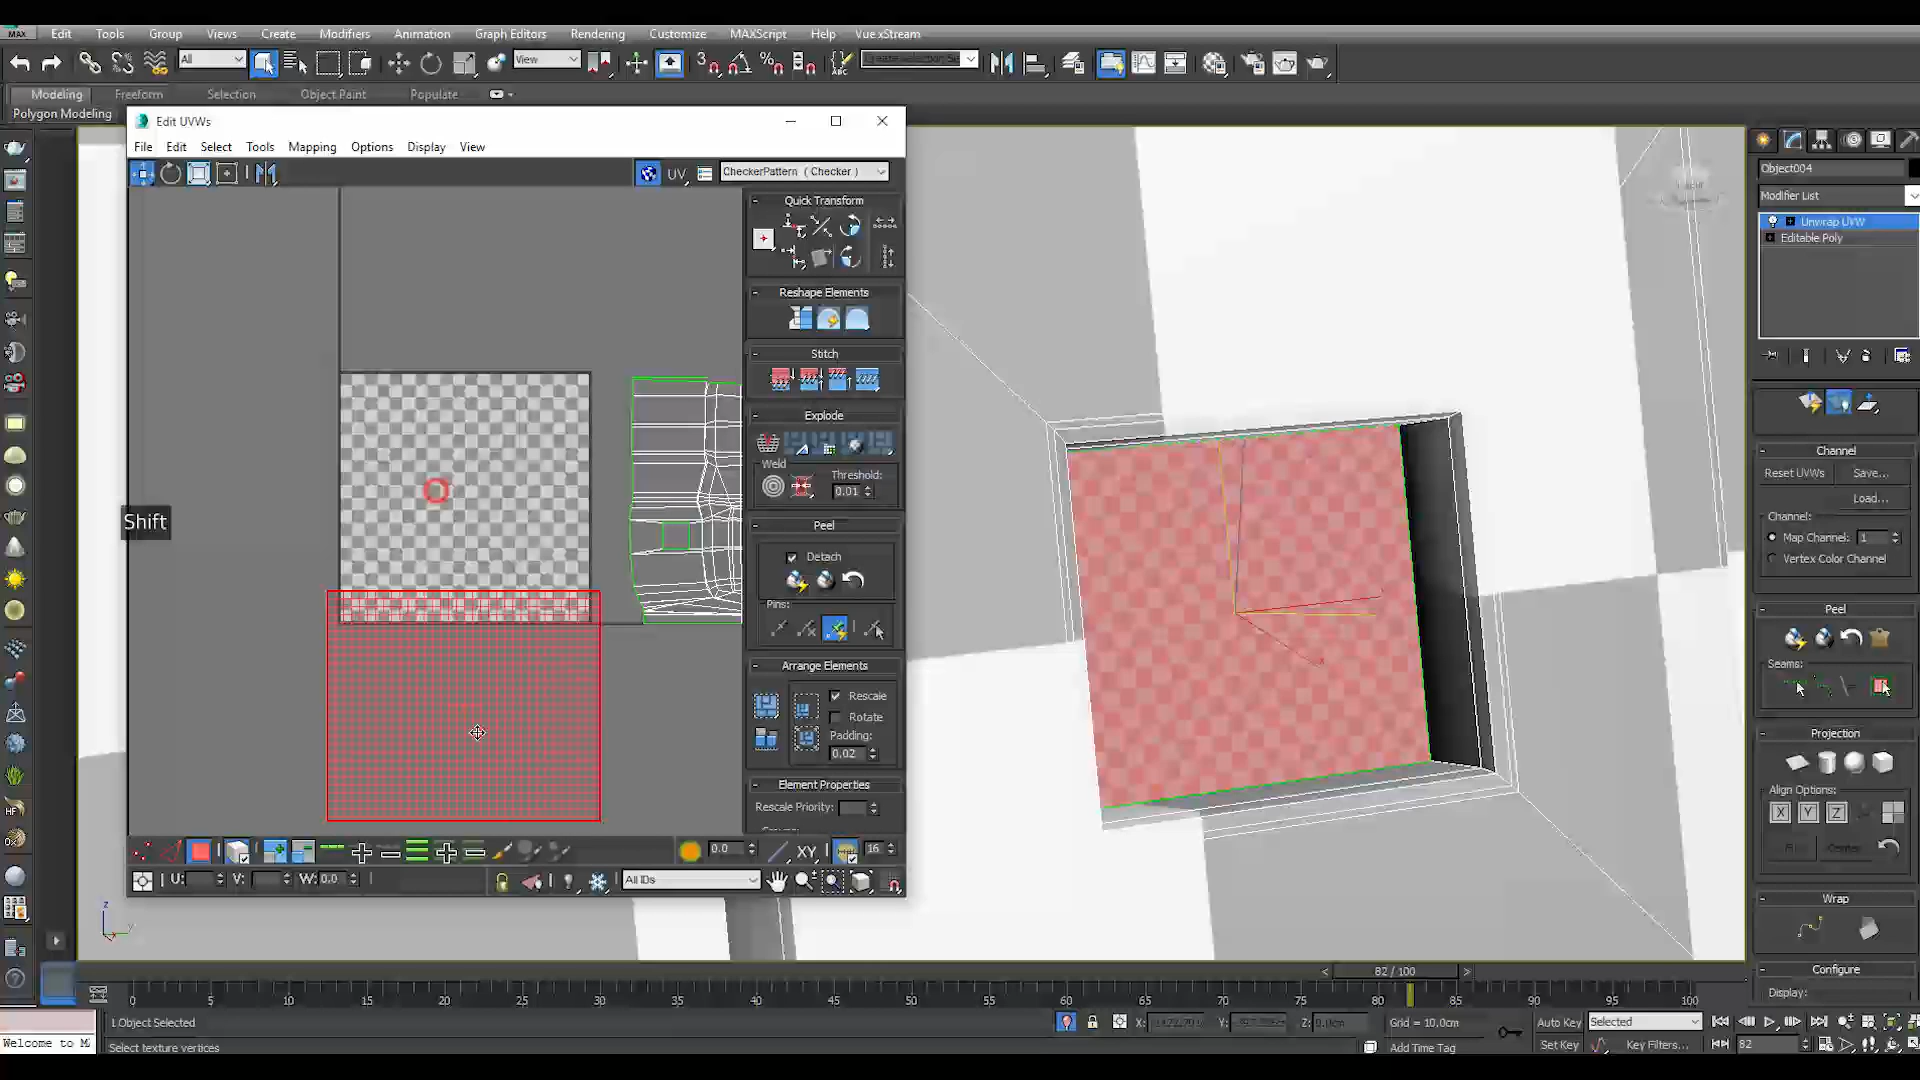 MAX
Edit Tools Group Views Create Modifiers Animation Graph Editors Rendering Customize MAXScript Help Vue xStream
All
View
Modeling Freeform Selection Object Paint Populate
Polygon Modeling
Edit UVWs
File Edit Select Tools Mapping Options Display View
UV
CheckerPattern ( Checker )
Quick Transform
Reshape Elements
Stitch
Explode
Weld
Threshold:
0.01
Peel
Detach
Pins:
Arrange Elements
Rescale
Rotate
Padding:
0.02
Element Properties
Rescale Priority:
Shift
0.0
XY
16
U: V: W: 0.0
All IDs
Object004
Modifier List
Unwrap UVW
Editable Poly
Channel
Reset UVWs Save...
Load...
Channel:
Map Channel: 1
Vertex Color Channel
Peel
Seams:
Projection
Align Options:
X Y Z
Wrap
Configure
Display:
z
82 / 100
0 5 10 15 20 25 30 35 40 45 50 55 60 65 70 75 80 85 90 95 100
1 Object Selected
X: Y: Z: 0.0cm
Grid = 10.0cm
Auto Key Selected
Welcome to M
Select texture vertices
Add Time Tag
Set Key Key Filters...
82